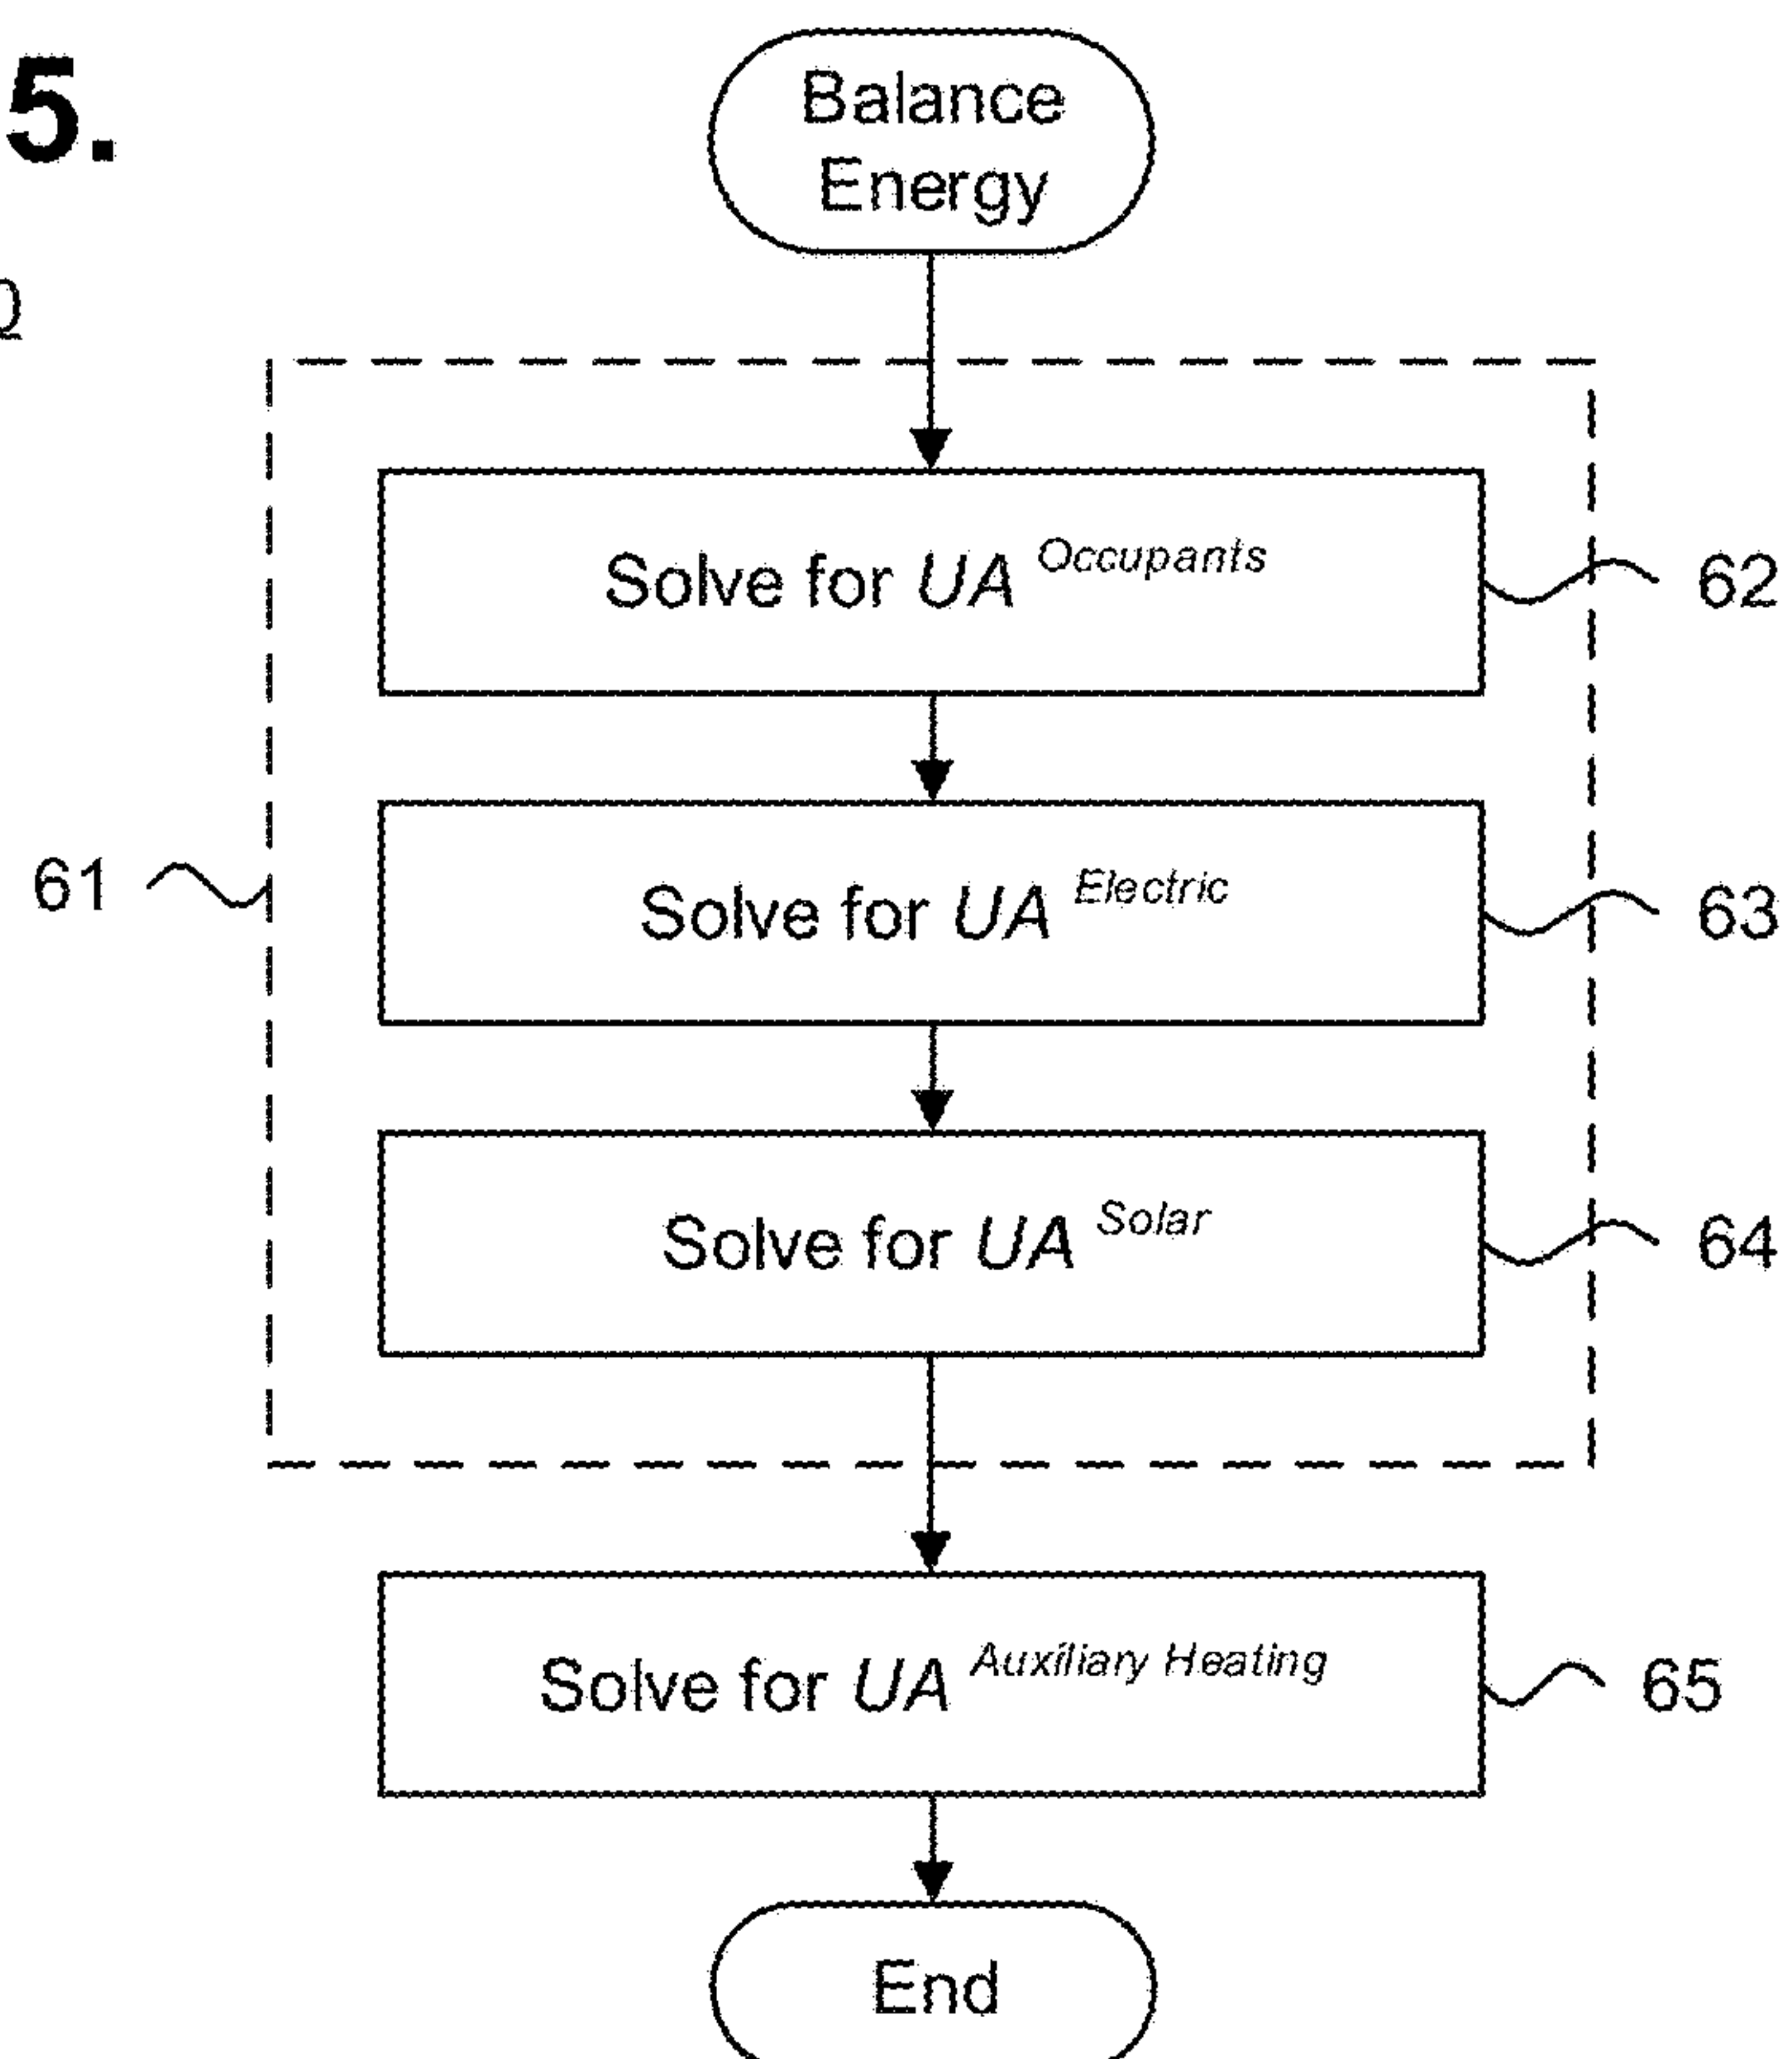 5.
Balance
Energy
Solve for UA Occupants
62
61
Solve for UA Electric
63
Solve for UA Solar
64
Solve for UA Auxiliary Heating
65
End